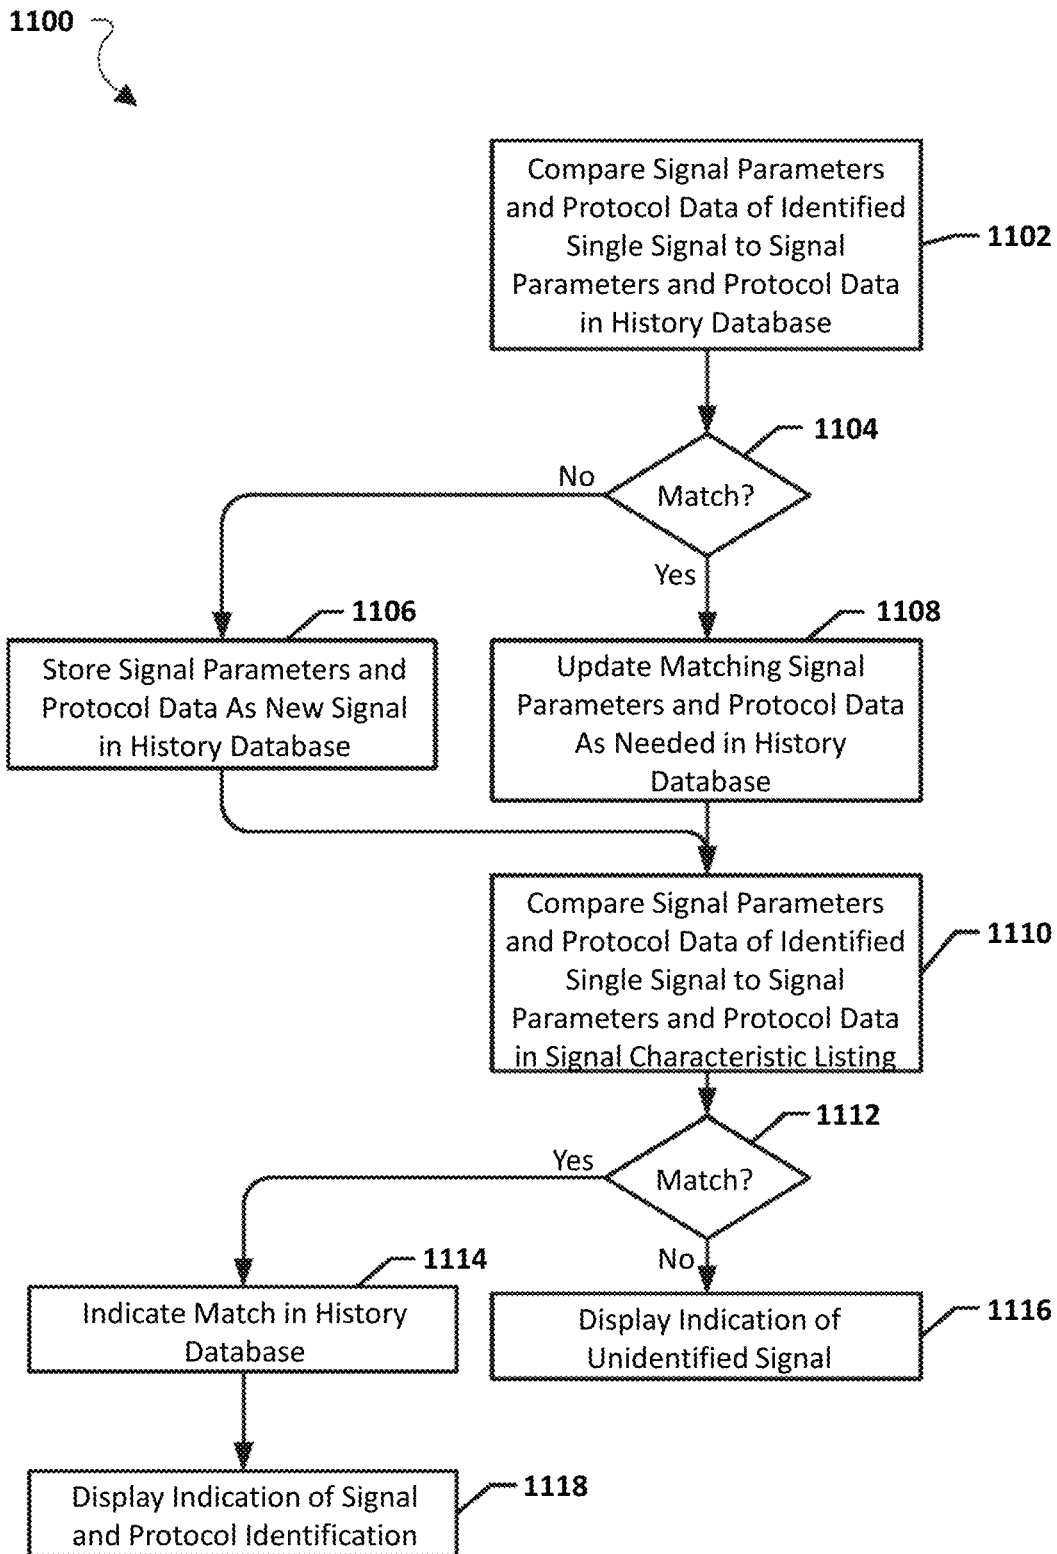 1100
Compare Signal Parameters
and Protocol Data of Identified
Single Signal to Signal
Parameters and Protocol Data
in History Database
1102
1104
No
Match?
Yes
1106
1108
Store Signal Parameters and
Protocol Data As New Signal
in History Database
Update Matching Signal
Parameters and Protocol Data
As Needed in History
Database
Compare Signal Parameters
and Protocol Data of Identified
Single Signal to Signal
Parameters and Protocol Data
in Signal Characteristic Listing
1110
1112
Yes
Match?
No
1114
Indicate Match in History
Database
Display Indication of
Unidentified Signal
1116
Display Indication of Signal
and Protocol Identification
1118